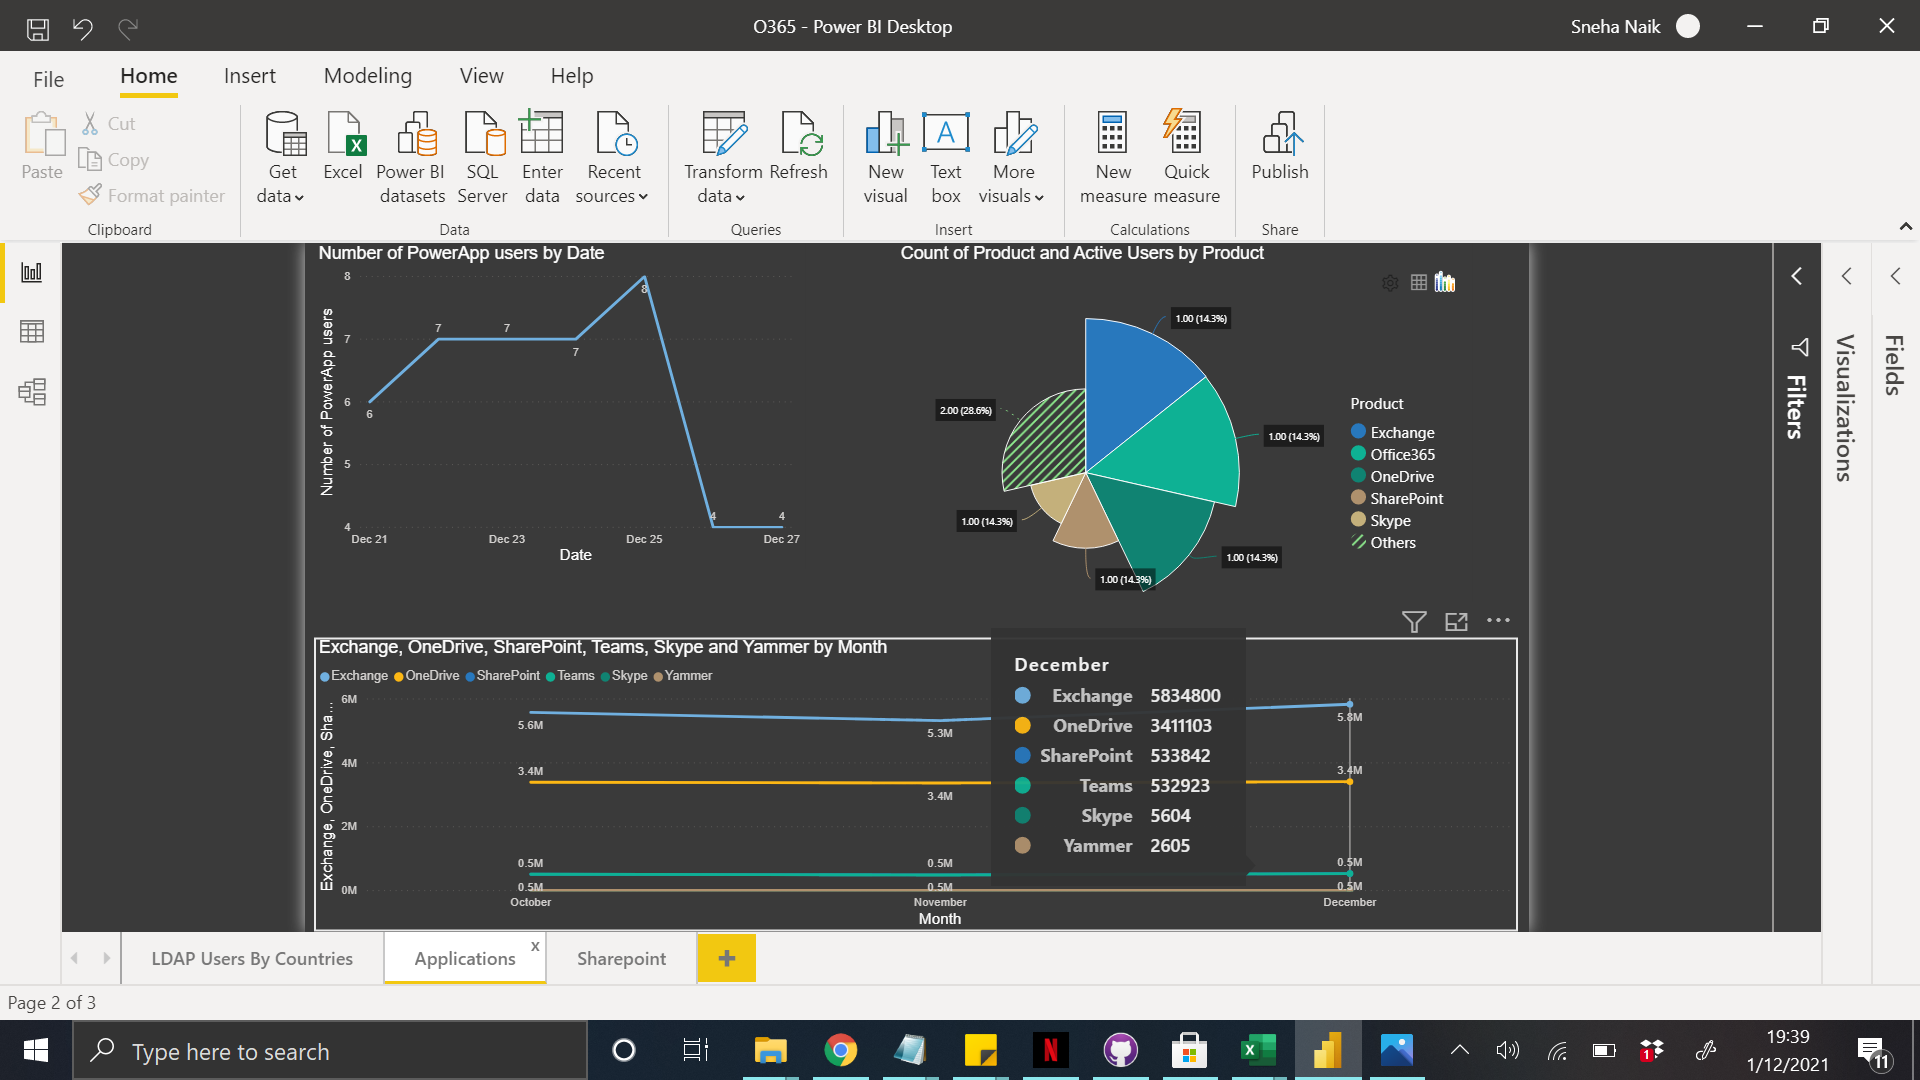 O365 - Power BI Desktop
Sneha Naik
File Home Insert Modeling View Help
Paste
Cut
Copy
Format painter
Clipboard
Get data
Excel
Power BI datasets
SQL Server
Enter data
Recent sources
Data
Transform data
Refresh
Queries
New visual
Text box
More visuals
Insert
New measure
Quick measure
Calculations
Publish
Share
Number of PowerApp users by Date
Number of PowerApp users
8
7
6
5
4
6
7
7
7
8
4
4
Dec 21 Dec 23 Dec 25 Dec 27
Date
Count of Product and Active Users by Product
1.00 (14.3%)
1.00 (14.3%)
1.00 (14.3%)
1.00 (14.3%)
1.00 (14.3%)
2.00 (28.6%)
Product
Exchange
Office365
OneDrive
SharePoint
Skype
Others
Filters
Visualizations
Fields
Exchange, OneDrive, SharePoint, Teams, Skype and Yammer by Month
Exchange OneDrive SharePoint Teams Skype Yammer
Exchange, OneDrive, Sha...
6M
4M
2M
0M
5.6M 5.3M 5.8M
3.4M 3.4M 3.4M
0.5M 0.5M 0.5M
0.5M 0.5M 0.5M
October November December
Month
December
Exchange 5834800
OneDrive 3411103
SharePoint 533842
Teams 532923
Skype 5604
Yammer 2605
LDAP Users By Countries
Applications x
Sharepoint
+
Page 2 of 3
Type here to search
N
X
1
19:39
1/12/2021
11